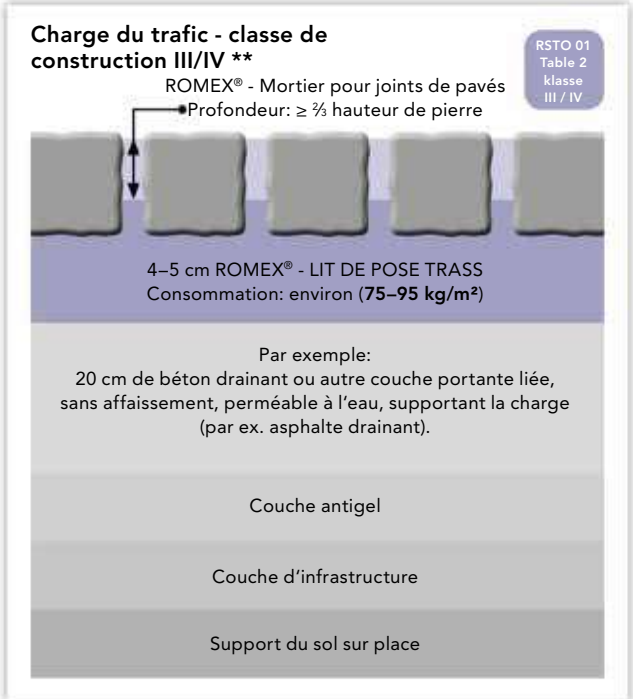 Charge du trafic - classe de
construction III/IV **
RSTO 01
Table 2
klasse
III / IV
ROMEX® - Mortier pour joints de pavés
Profondeur: ≥ ⅔ hauteur de pierre
4–5 cm ROMEX® - LIT DE POSE TRASS
Consommation: environ (75–95 kg/m²)
Par exemple:
20 cm de béton drainant ou autre couche portante liée,
sans affaissement, perméable à l'eau, supportant la charge
(par ex. asphalte drainant).
Couche antigel
Couche d'infrastructure
Support du sol sur place